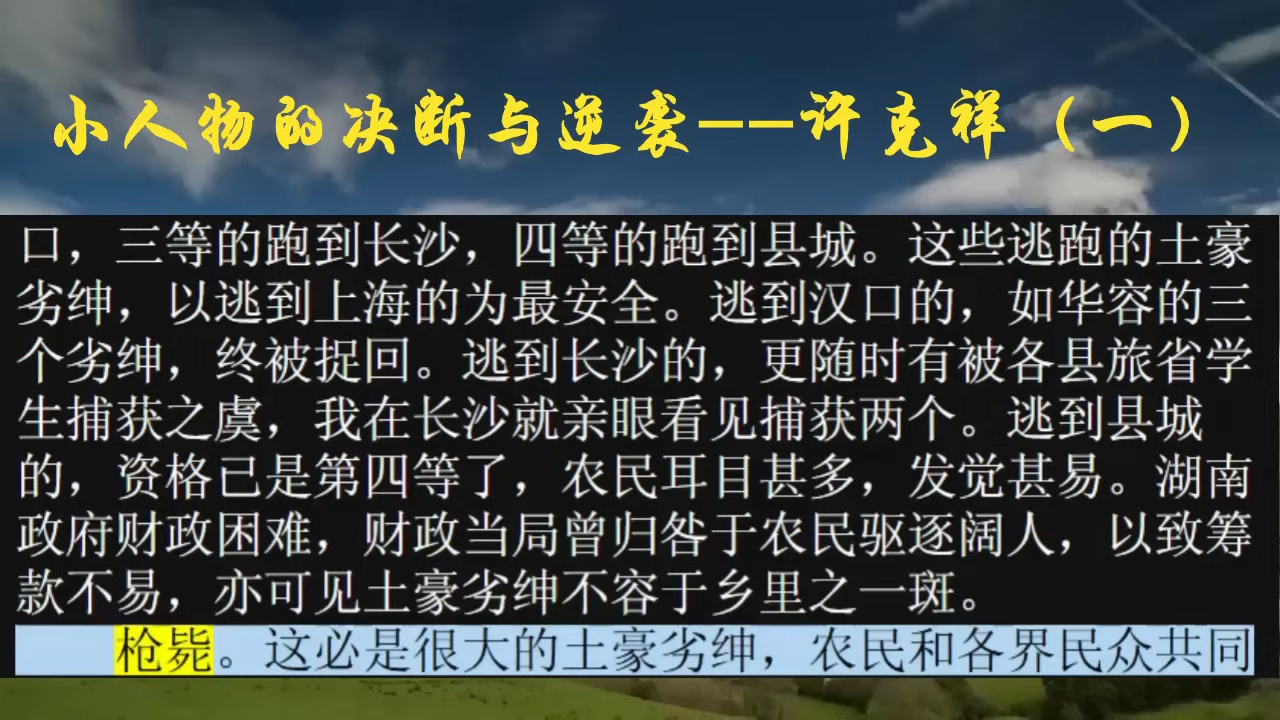 小人物的决断与逆袭--许克祥（一）
口，三等的跑到长沙，四等的跑到县城。这些逃跑的土豪
劣绅，以逃到上海的为最安全。逃到汉口的，如华容的三
个劣绅，终被捉回。逃到长沙的，更随时有被各县旅省学
生捕获之虞，我在长沙就亲眼看见捕获两个。逃到县城
的，资格已是第四等了，农民耳目甚多，发觉甚易。湖南
政府财政困难，财政当局曾归咎于农民驱逐阔人，以致筹
款不易，亦可见土豪劣绅不容于乡里之一斑。
枪毙。这必是很大的土豪劣绅，农民和各界民众共同